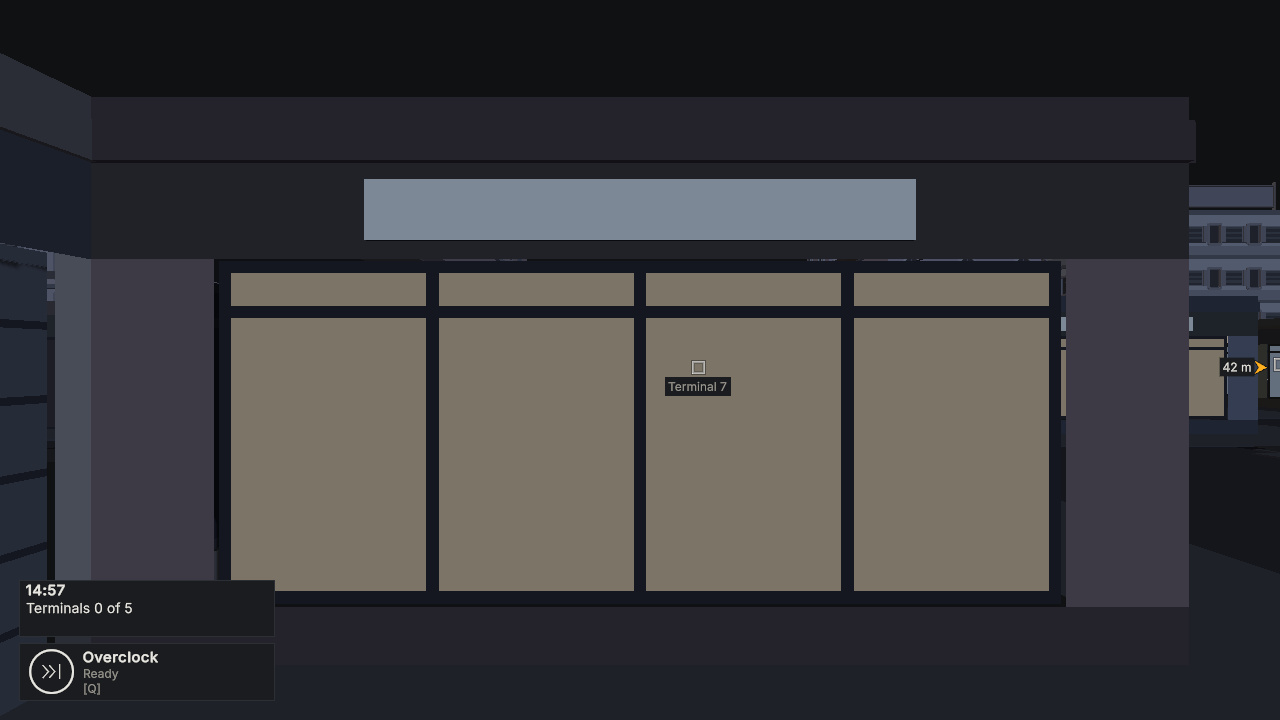 Terminal 7
42 m
14:57
Terminals 0 of 5
Overclock
Ready
[Q]